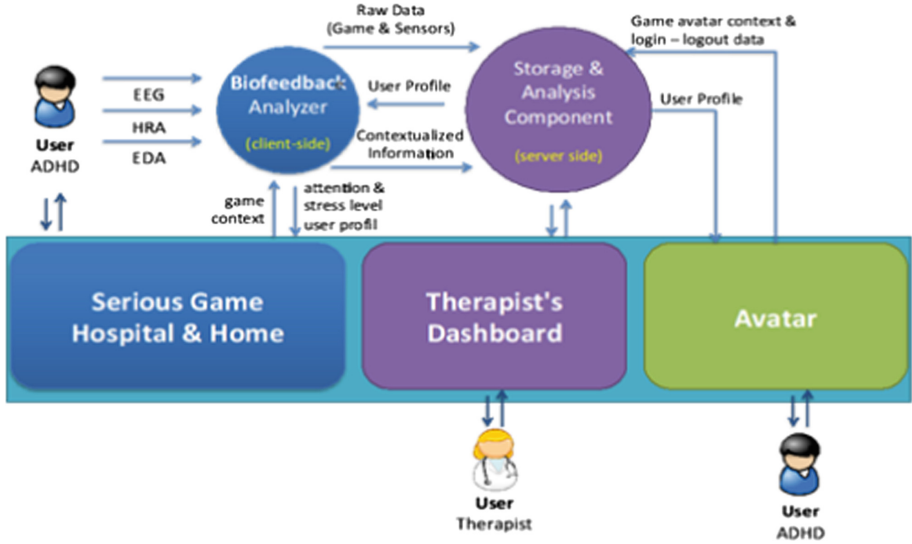 Raw Data
(Game & Sensors)
Game avatar context &
login – logout data
Biofeedback
Analyzer
(client-side)
User Profile
Storage &
Analysis
Component
(server side)
User Profile
EEG
HRA
EDA
User
ADHD
Contextualized
Information
game
context
attention &
stress level
user profil
Serious Game
Hospital & Home
Therapist's
Dashboard
Avatar
User
Therapist
User
ADHD